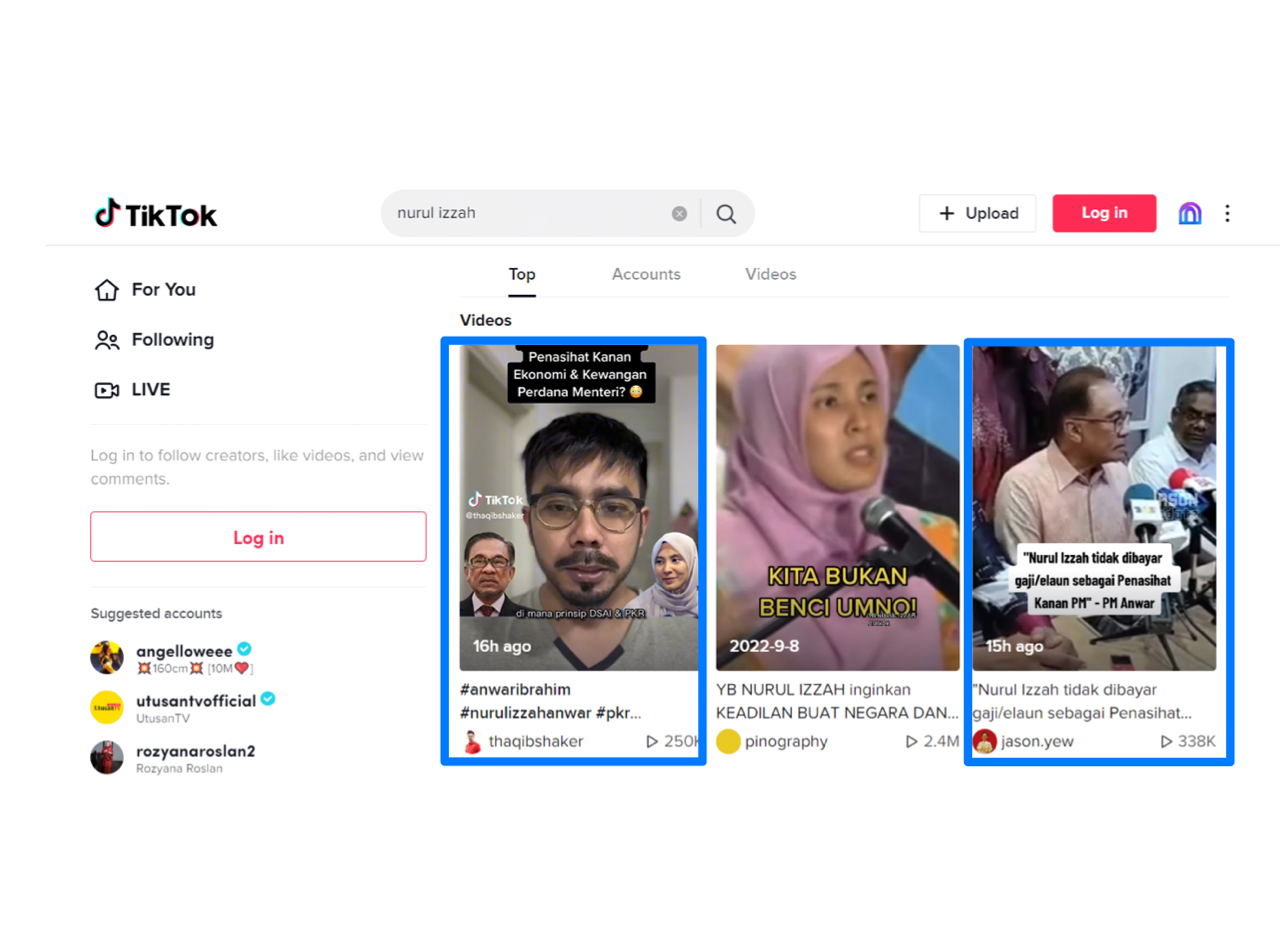 TikTok
nurul izzah
Upload
Log in
For You
Following
LIVE
Log in to follow creators, like videos, and view
comments.
Log in
Suggested accounts
angelloweee
💥160cm💥 [10M❤️]
utusantvofficial
UtusanTV
rozyanaroslan2
Rozyana Roslan
Top
Accounts
Videos
Videos
Penasihat Kanan
Ekonomi & Kewangan
Perdana Menteri? 😳
TikTok
@thaqibshaker
di mana prinsip DSAI & PKR
16h ago
#anwaribrahim
#nurulizzahanwar #pkr...
thaqibshaker
250K
KITA BUKAN
BENCI UMNO!
2022-9-8
YB NURUL IZZAH inginkan
KEADILAN BUAT NEGARA DAN...
pinography
2.4M
"Nurul Izzah tidak dibayar
gaji/elaun sebagai Penasihat
Kanan PM" - PM Anwar
15h ago
"Nurul Izzah tidak dibayar
gaji/elaun sebagai Penasihat...
jason.yew
338K